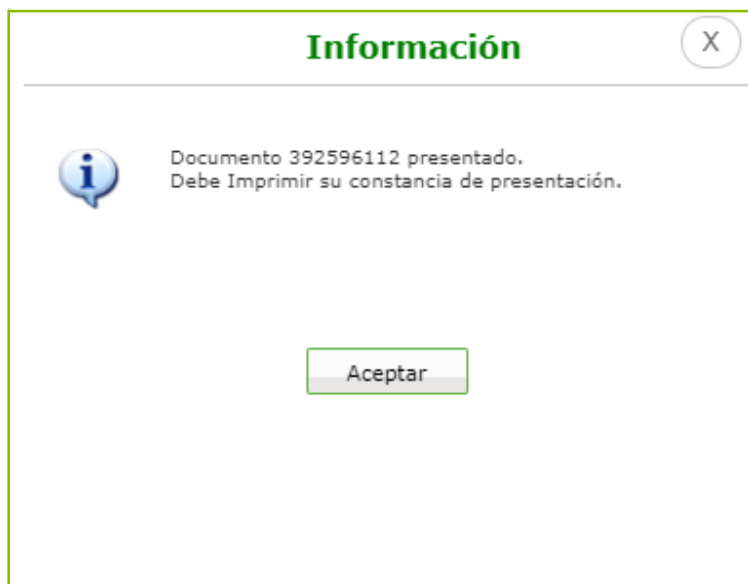 Información
X
Documento 392596112 presentado.
Debe Imprimir su constancia de presentación.
Aceptar